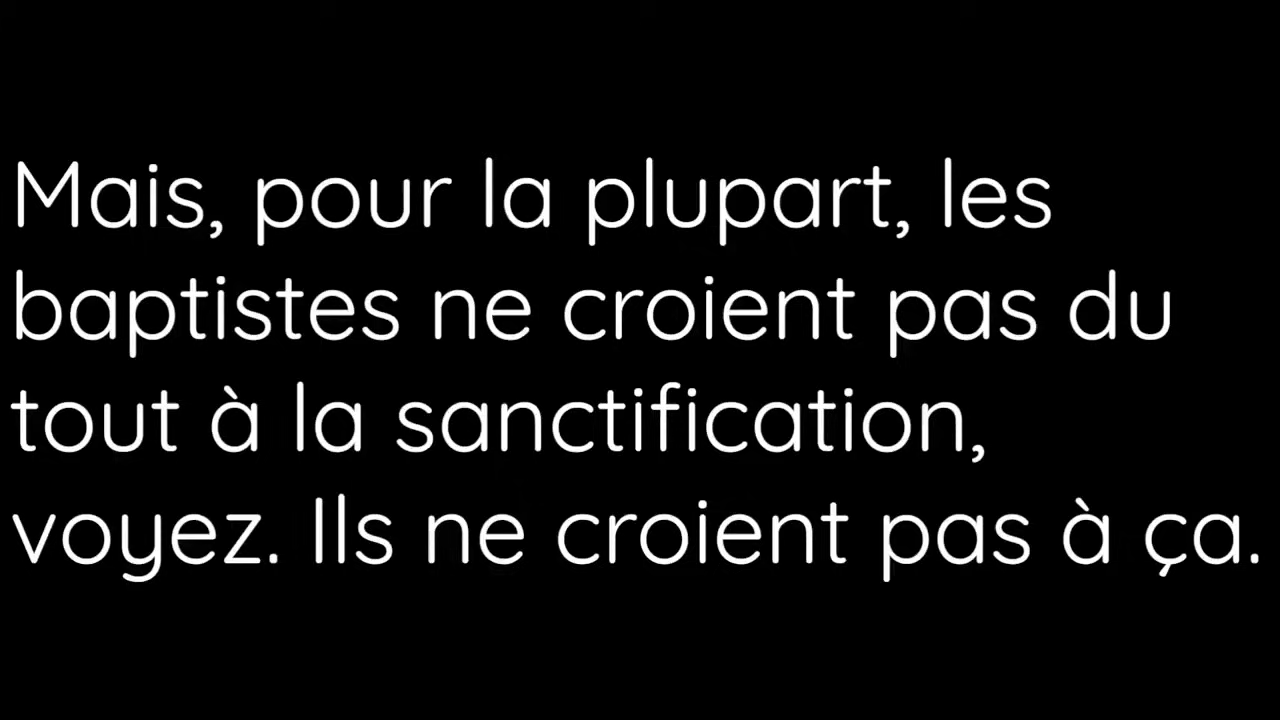 Mais, pour la plupart, les
baptistes ne croient pas du
tout à la sanctification,
voyez. Ils ne croient pas à ça.